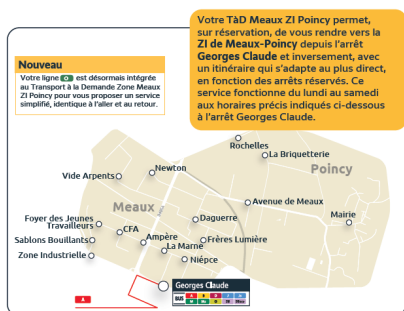 Votre TàD Meaux ZI Poincy permet,
sur réservation, de vous rendre vers la
ZI de Meaux-Poincy depuis l'arrêt
Georges Claude et inversement, avec
un itinéraire qui s'adapte au plus direct,
en fonction des arrêts réservés. Ce
service fonctionne du lundi au samedi
aux horaires précis indiqués ci-dessous
à l'arrêt Georges Claude.
Nouveau
Votre ligne O est désormais intégrée
au Transport à la Demande Zone Meaux
ZI Poincy pour vous proposer un service
simplifié, identique à l'aller et au retour.
Rochelles
La Briquetterie
Poincy
Newton
Vide Arpents
Meaux
Avenue de Meaux
Mairie
Foyer des Jeunes
Travailleurs
CFA
Daguerre
Sablons Bouillants
Ampère
Frères Lumière
La Marne
Zone Industrielle
Niépce
Georges Claude
BUS
A